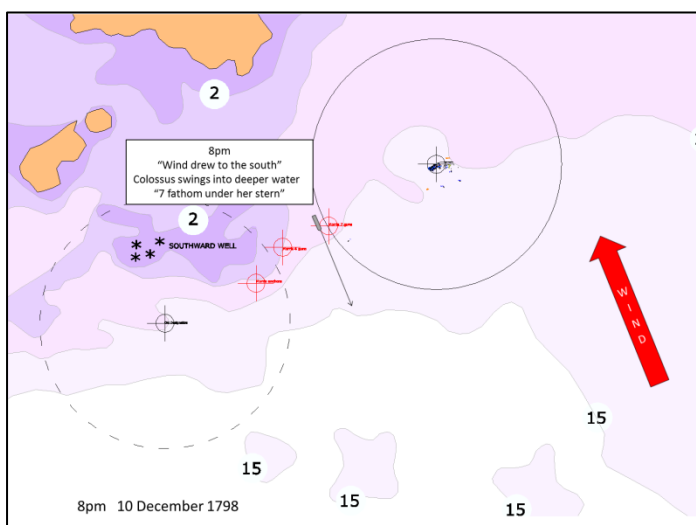 2
8pm
“Wind drew to the south”
Colossus swings into deeper water
“7 fathom under her stern”
2
SOUTHWARD WELL
WIND
15
15
15
15
8pm 10 December 1798